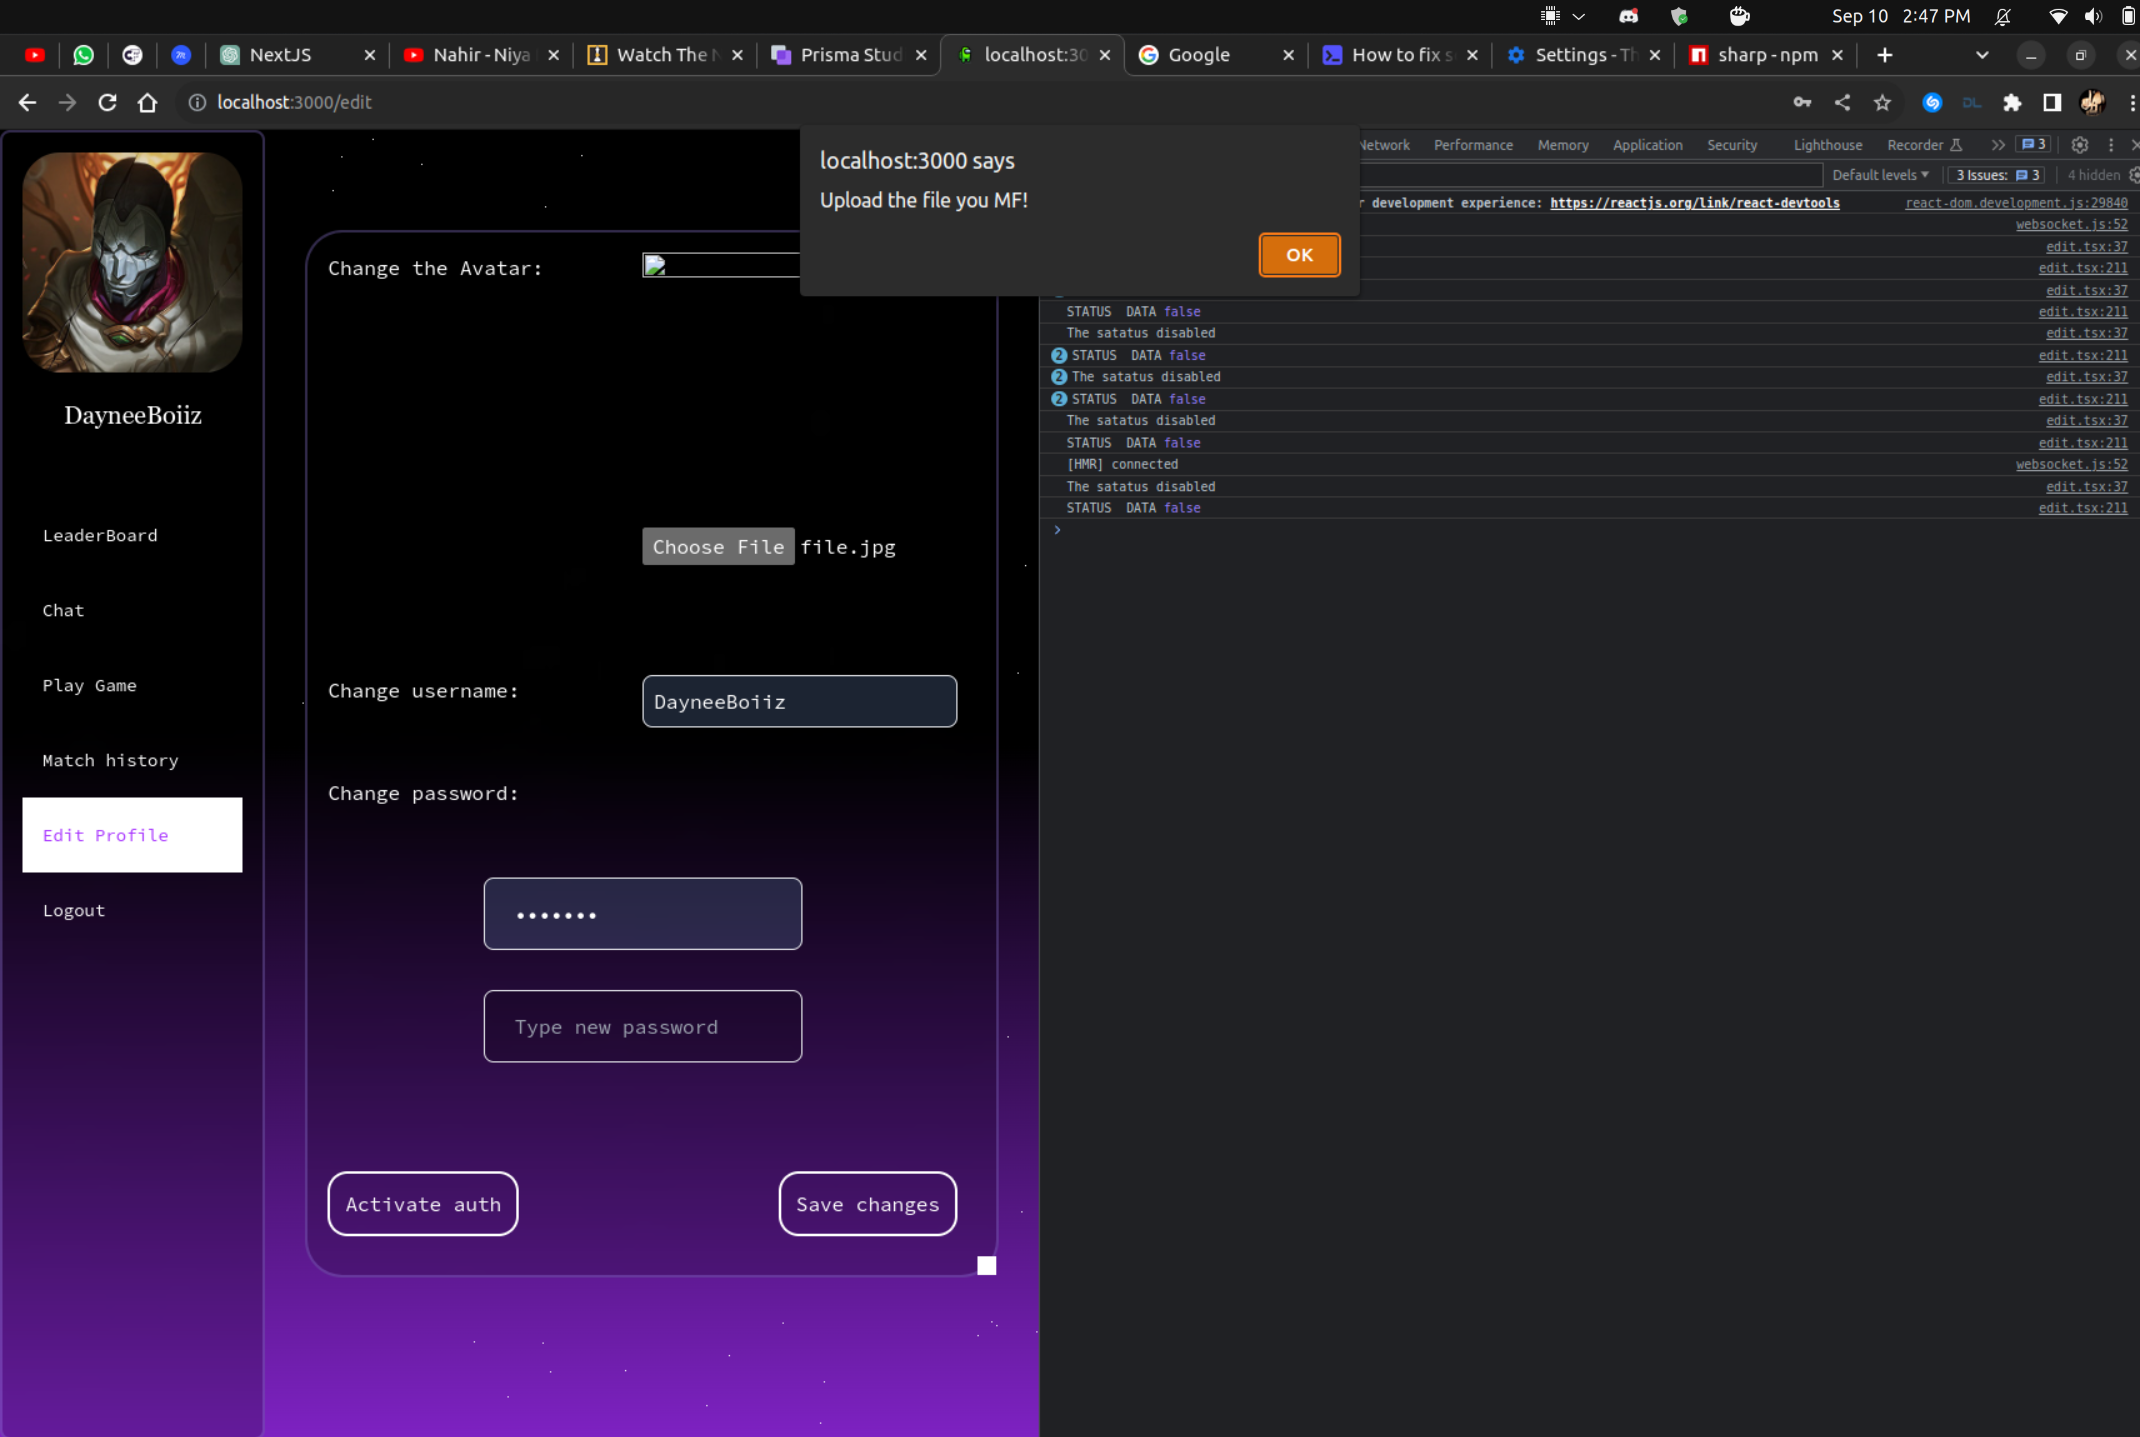 Sep 10 2:47 PM
NextJS
Nahir - Niya
Watch The N
Prisma Stud
localhost:30
Google
How to fix s
Settings - Th
sharp - npm
localhost:3000/edit
DL
localhost:3000 says
Upload the file you MF!
OK
DayneeBoiiz
LeaderBoard
Chat
Play Game
Match history
Edit Profile
Logout
Change the Avatar:
Choose File file.jpg
Change username:
DayneeBoiiz
Change password:
•••••••
Type new password
Activate auth
Save changes
Network Performance Memory Application Security Lighthouse Recorder 3
Default levels 3 Issues: 3 4 hidden
r development experience: https://reactjs.org/link/react-devtools react-dom.development.js:29840
websocket.js:52
edit.tsx:37
edit.tsx:211
edit.tsx:37
STATUS DATA false edit.tsx:211
The satatus disabled edit.tsx:37
2 STATUS DATA false edit.tsx:211
2 The satatus disabled edit.tsx:37
2 STATUS DATA false edit.tsx:211
The satatus disabled edit.tsx:37
STATUS DATA false edit.tsx:211
[HMR] connected websocket.js:52
The satatus disabled edit.tsx:37
STATUS DATA false edit.tsx:211